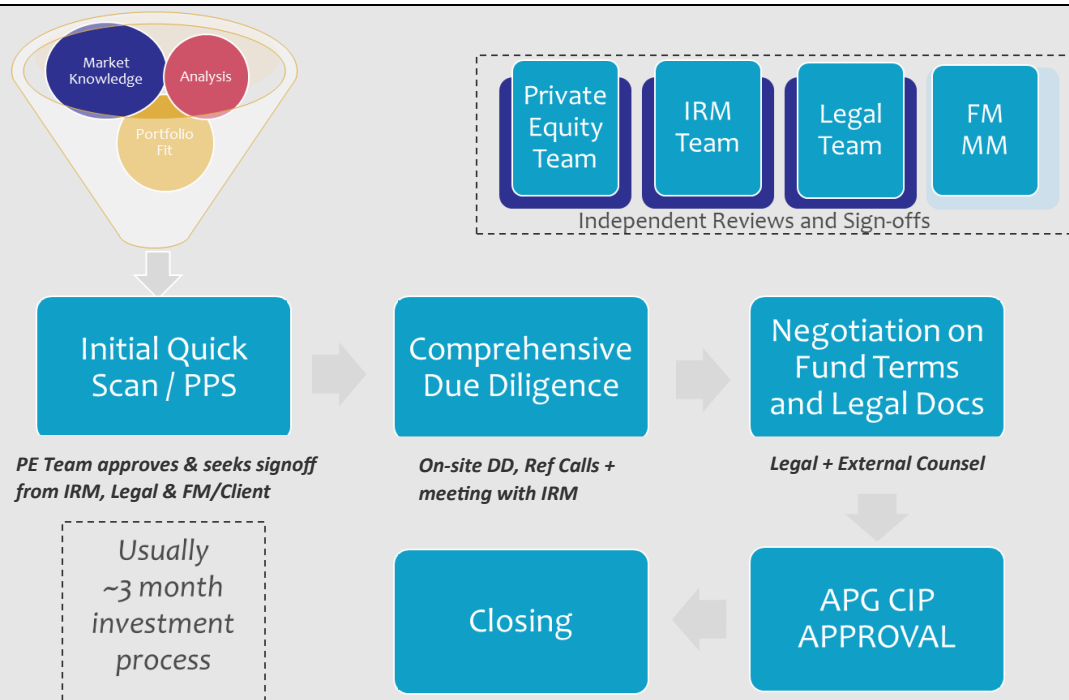 Market
Knowledge
Analysis
Portfolio
Fit
Private
Equity
Team
IRM
Team
Legal
Team
FM
MM
Independent Reviews and Sign-offs
Initial Quick
Scan / PPS
Comprehensive
Due Diligence
Negotiation on
Fund Terms
and Legal Docs
PE Team approves & seeks signoff
from IRM, Legal & FM/Client
On-site DD, Ref Calls +
meeting with IRM
Legal + External Counsel
Usually
~3 month
investment
process
Closing
APG CIP
APPROVAL